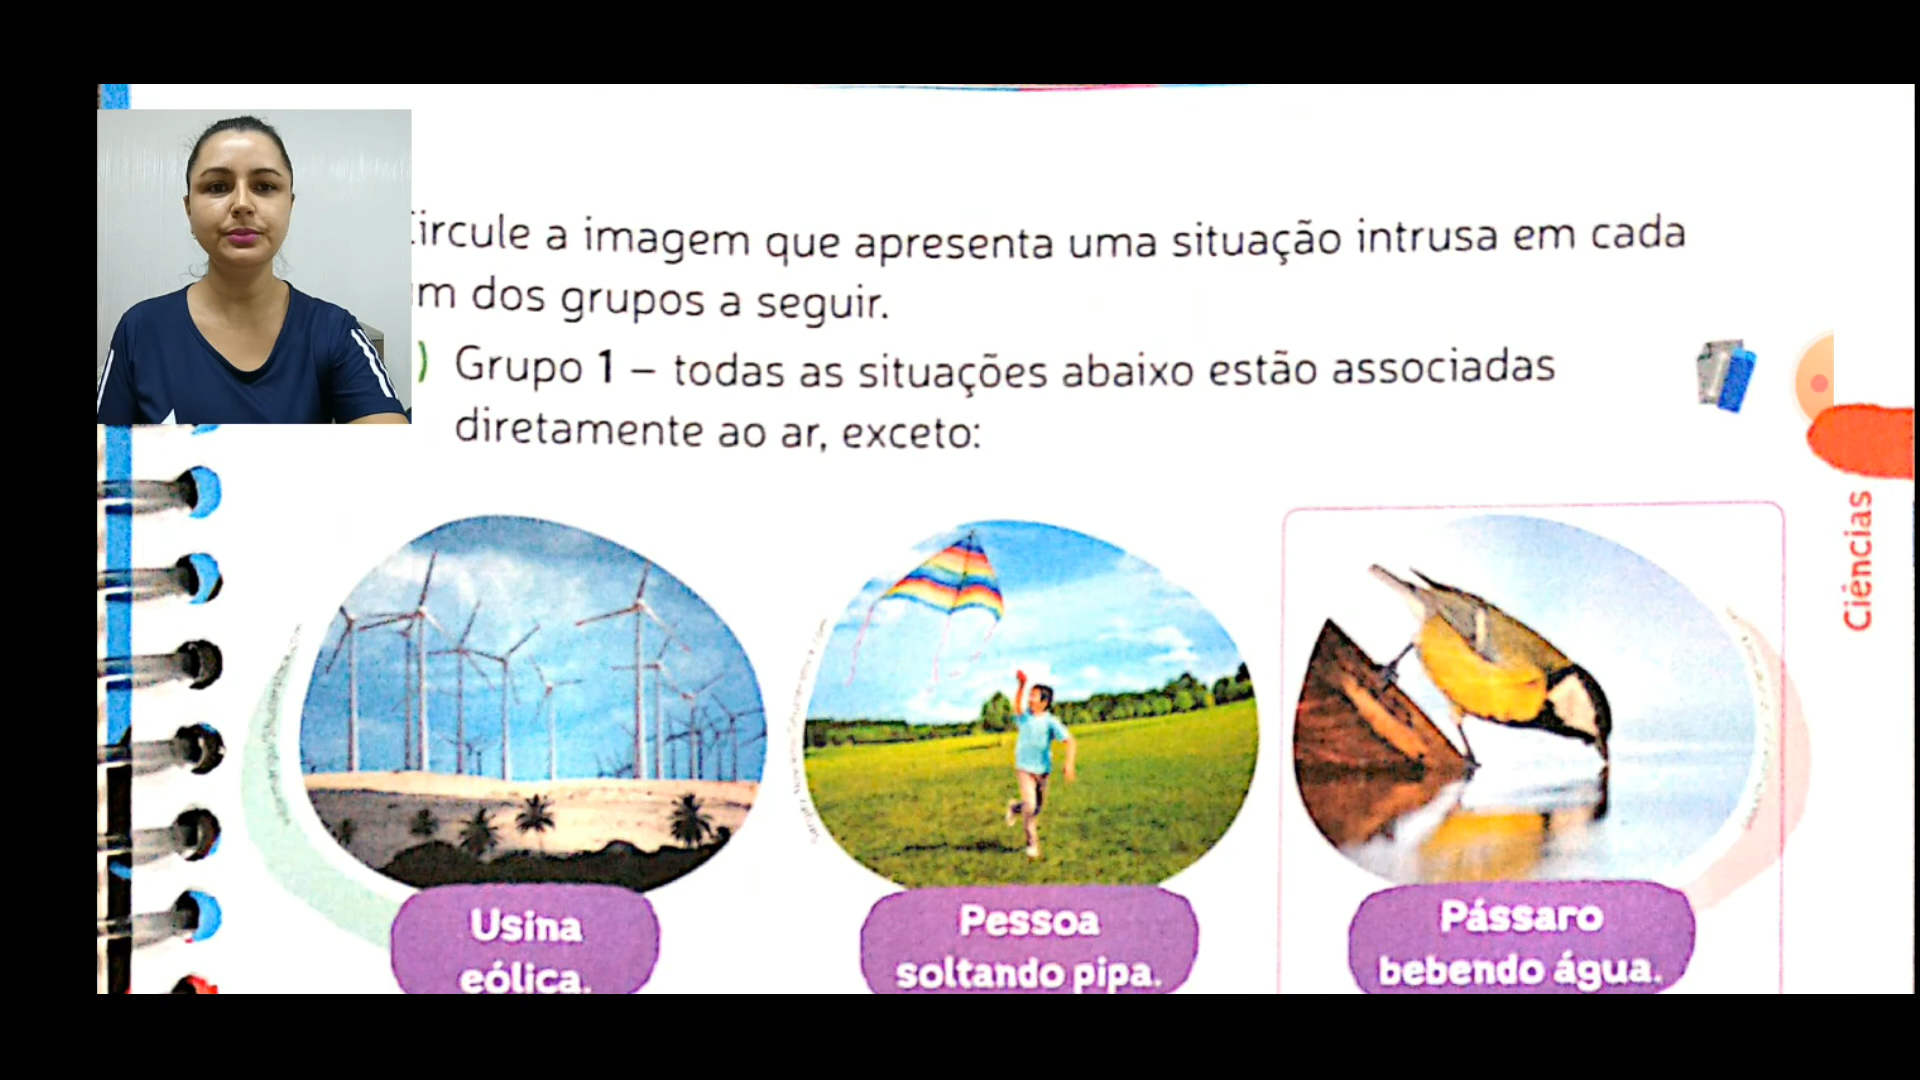 ircule a imagem que apresenta uma situação intrusa em cada
m dos grupos a seguir.
) Grupo 1 – todas as situações abaixo estão associadas
diretamente ao ar, exceto:
Ciências
Usina
eólica.
Pessoa
soltando pipa.
Pássaro
bebendo água.